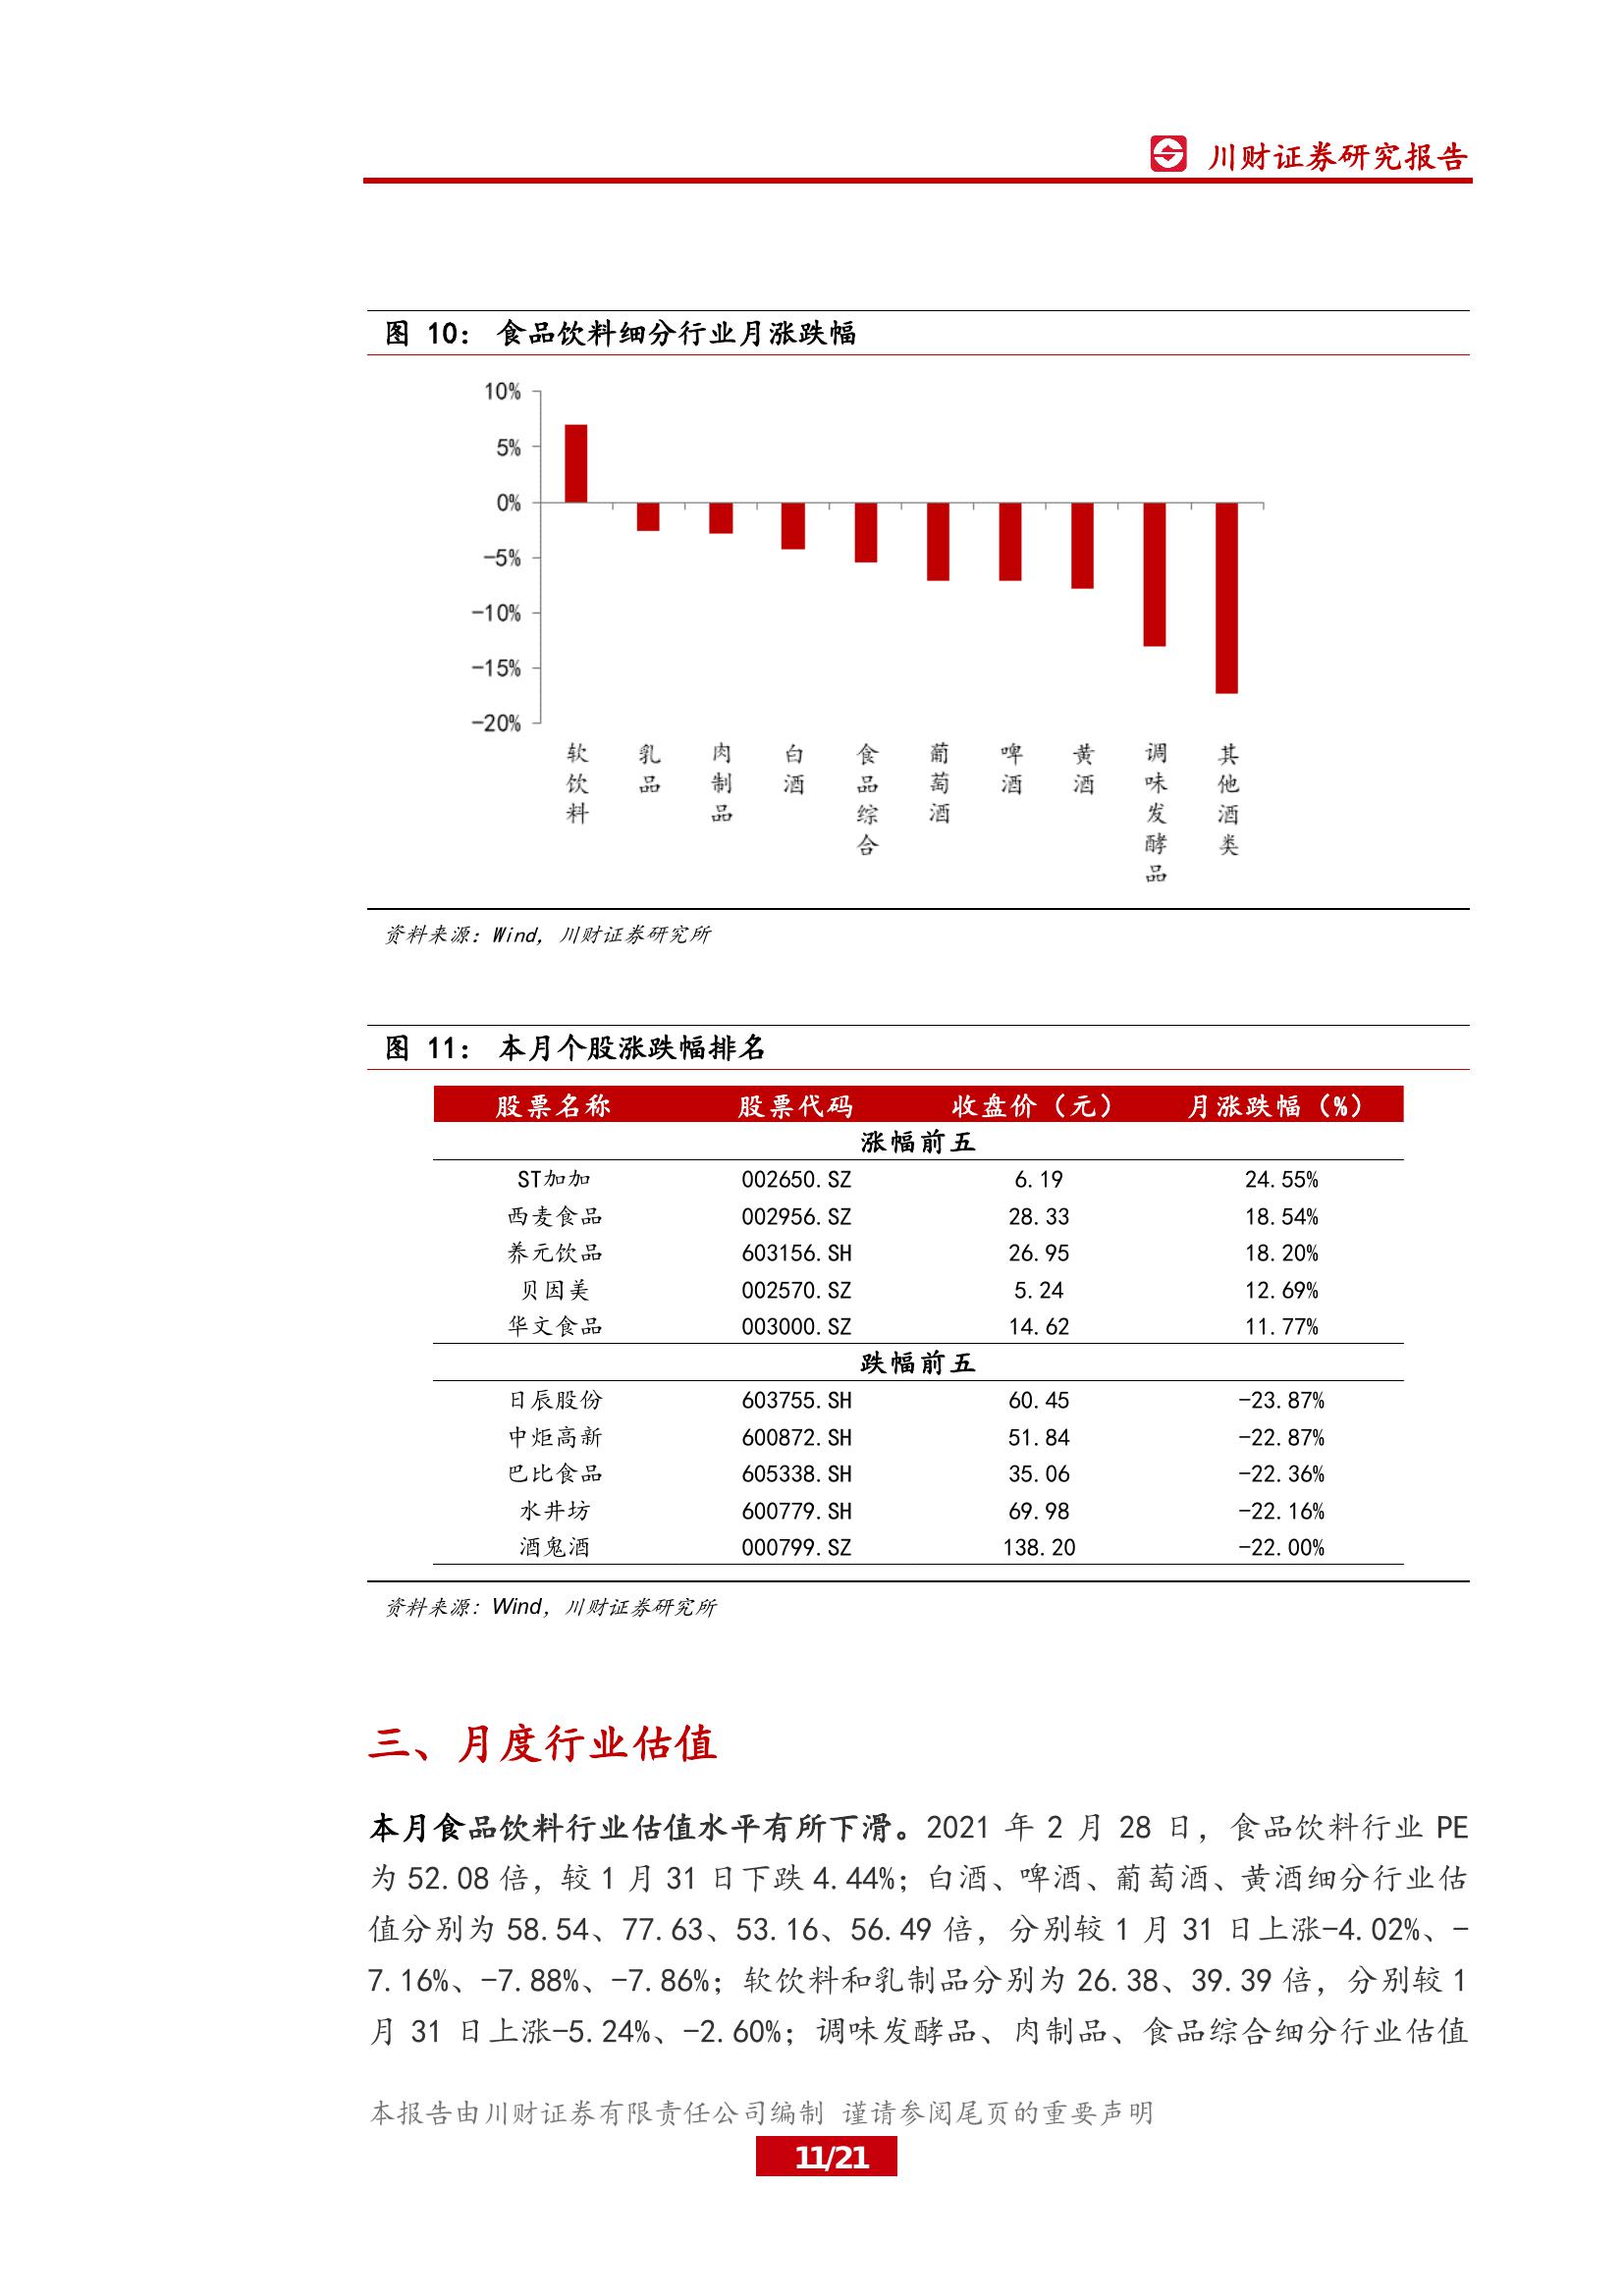 川财证券研究报告
图 10： 食品饮料细分行业月涨跌幅
10%
5%
0%
-5%
-10%
-15%
-20%
软饮料 乳品 肉制品 白酒 食品综合 葡萄酒 啤酒 黄酒 调味发酵品 其他酒类
资料来源：Wind，川财证券研究所
图 11： 本月个股涨跌幅排名
股票名称 股票代码 收盘价（元） 月涨跌幅（%）
涨幅前五
ST加加 002650.SZ 6.19 24.55%
西麦食品 002956.SZ 28.33 18.54%
养元饮品 603156.SH 26.95 18.20%
贝因美 002570.SZ 5.24 12.69%
华文食品 003000.SZ 14.62 11.77%
跌幅前五
日辰股份 603755.SH 60.45 -23.87%
中炬高新 600872.SH 51.84 -22.87%
巴比食品 605338.SH 35.06 -22.36%
水井坊 600779.SH 69.98 -22.16%
酒鬼酒 000799.SZ 138.20 -22.00%
资料来源：Wind，川财证券研究所
三、月度行业估值
本月食品饮料行业估值水平有所下滑。2021 年 2 月 28 日，食品饮料行业 PE
为 52.08 倍，较 1 月 31 日下跌 4.44%；白酒、啤酒、葡萄酒、黄酒细分行业估
值分别为 58.54、77.63、53.16、56.49 倍，分别较 1 月 31 日上涨-4.02%、-
7.16%、-7.88%、-7.86%；软饮料和乳制品分别为 26.38、39.39 倍，分别较 1
月 31 日上涨-5.24%、-2.60%；调味发酵品、肉制品、食品综合细分行业估值
本报告由川财证券有限责任公司编制 谨请参阅尾页的重要声明
11/21